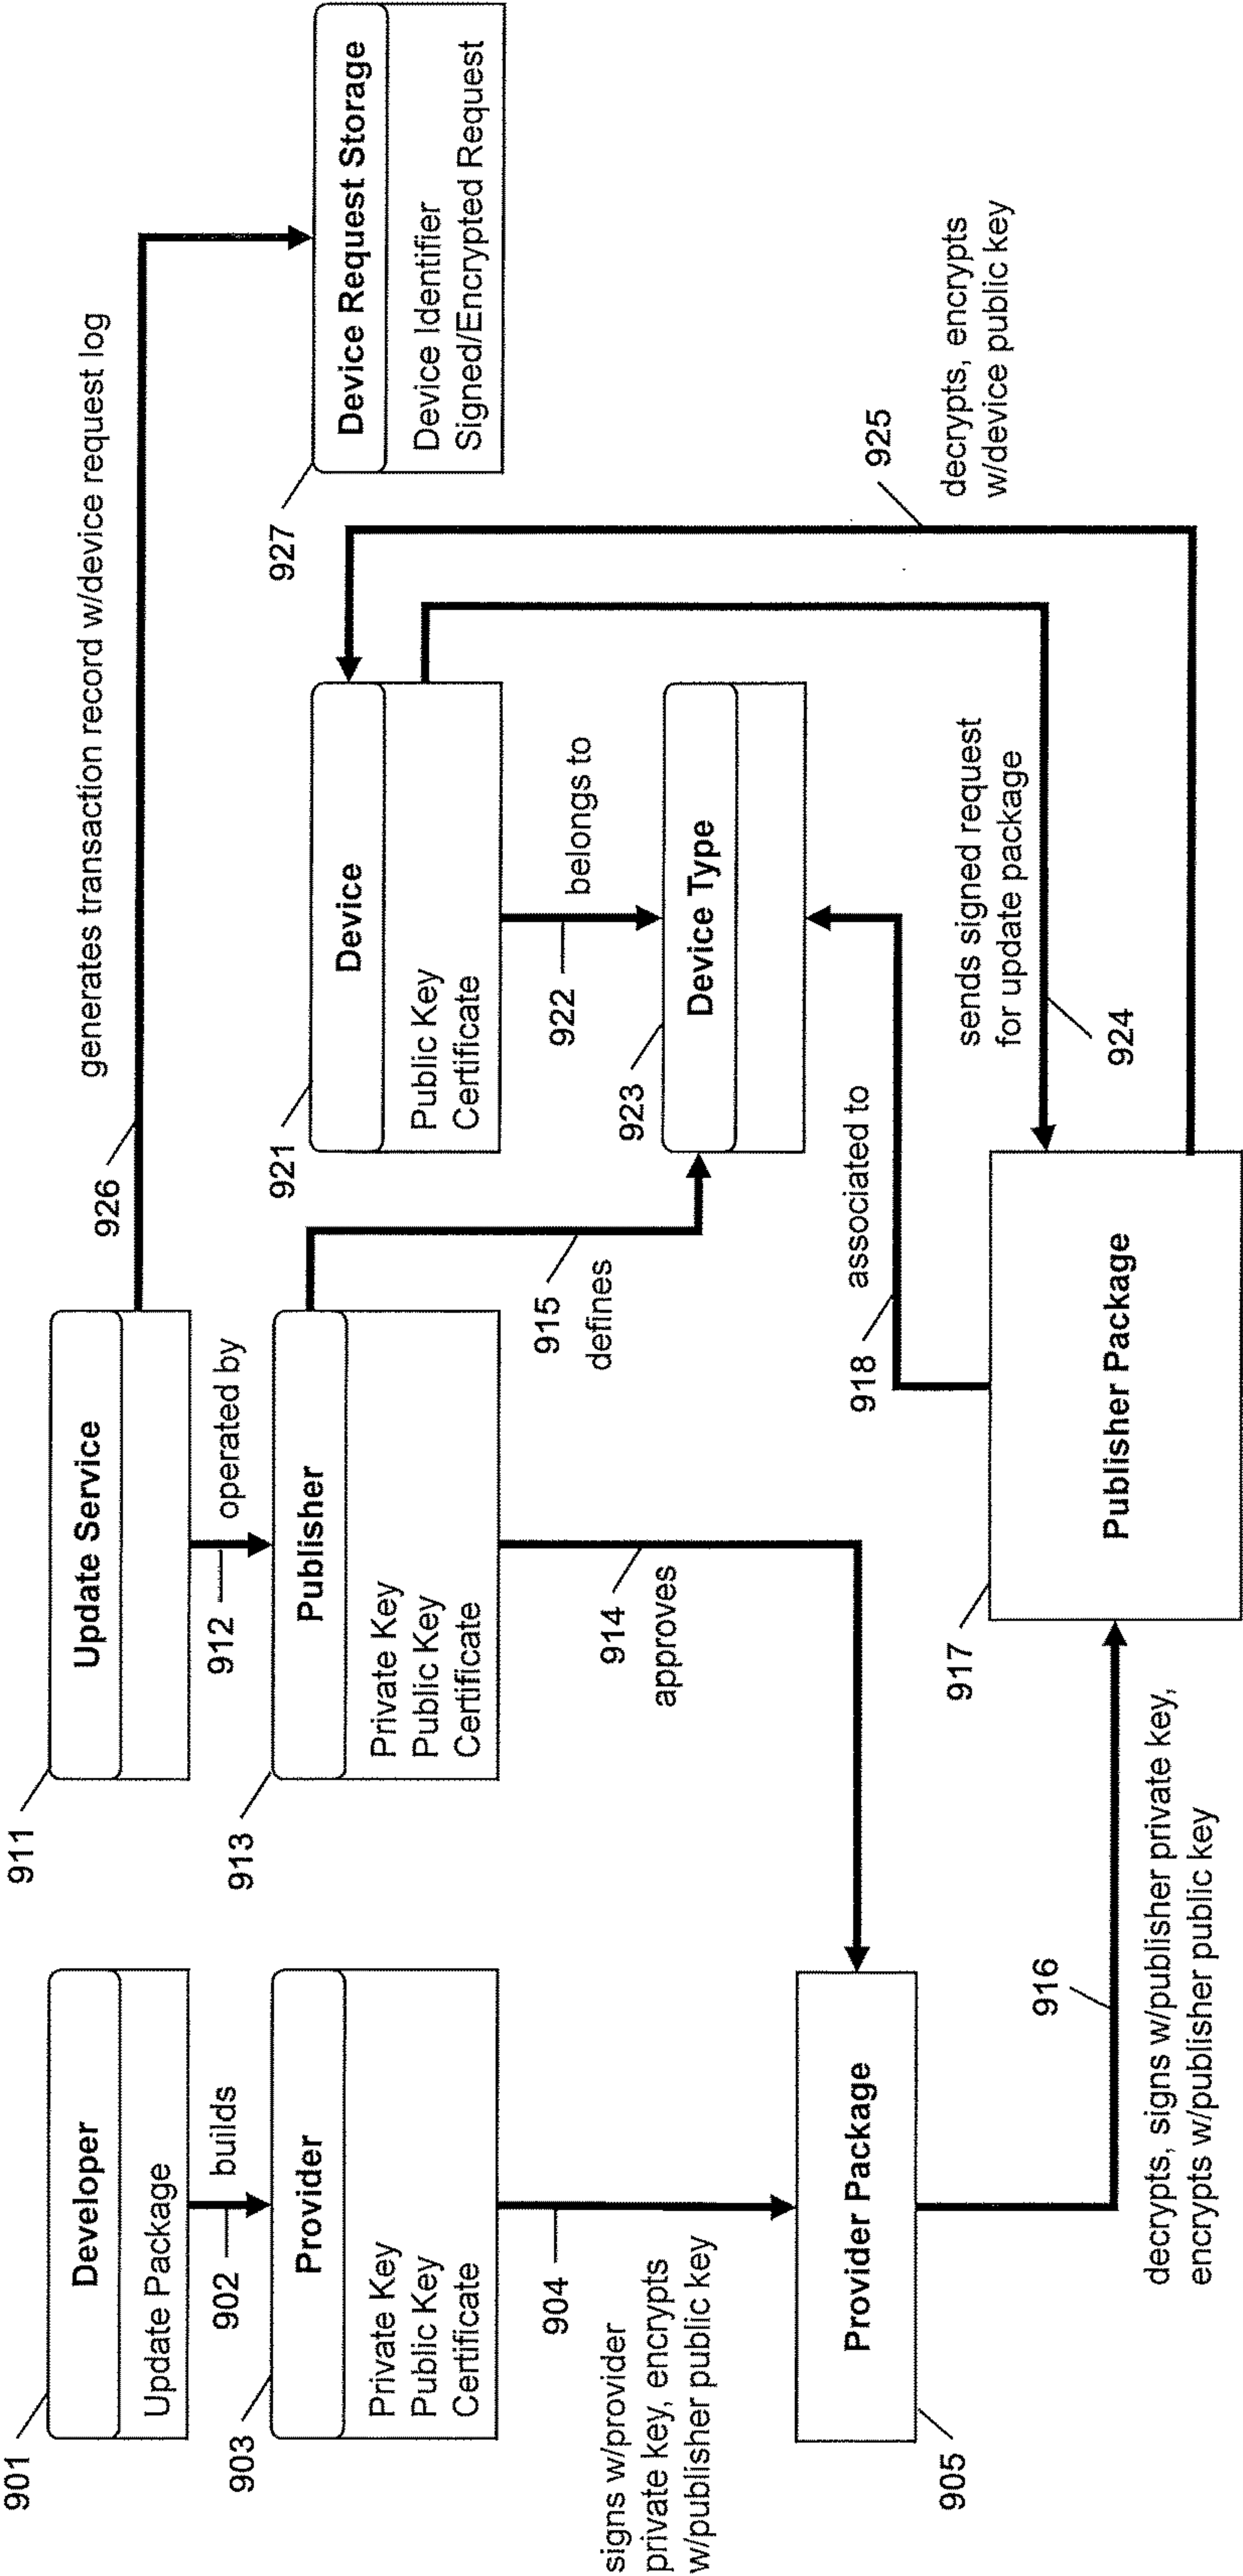 901
Developer
Update Package
902
builds
903
Provider
Private Key
Public Key
Certificate
904
signs w/provider
private key, encrypts
w/publisher public key
905
Provider Package
911
Update Service
912
operated by
913
Publisher
Private Key
Public Key
Certificate
914
approves
915
defines
916
decrypts, signs w/publisher private key,
encrypts w/publisher public key
917
Publisher Package
918
associated to
926
generates transaction record w/device request log
921
Device
Public Key
Certificate
922
belongs to
923
Device Type
924
sends signed request
for update package
925
decrypts, encrypts
w/device public key
927
Device Request Storage
Device Identifier
Signed/Encrypted Request